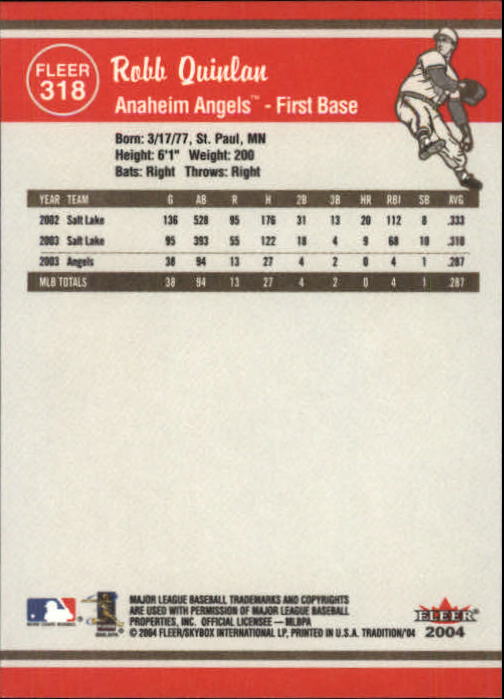 FLEER
318
Robb Quinlan
Anaheim Angels™ - First Base
Born: 3/17/77, St. Paul, MN
Height: 6'1" Weight: 200
Bats: Right Throws: Right
YEAR TEAM G AB R H 2B 3B HR RBI SB AVG
2002 Salt Lake 136 528 95 176 31 13 20 112 8 .333
2003 Salt Lake 95 393 55 122 18 4 9 68 10 .310
2003 Angels 38 94 13 27 4 2 0 4 1 .287
MLB TOTALS 38 94 13 27 4 2 0 4 1 .287
MAJOR LEAGUE BASEBALL TRADEMARKS AND COPYRIGHTS
ARE USED WITH PERMISSION OF MAJOR LEAGUE BASEBALL
PROPERTIES, INC. OFFICIAL LICENSEE — MLBPA
© 2004 FLEER/SKYBOX INTERNATIONAL LP, PRINTED IN U.S.A. TRADITION/'04
FLEER
2004